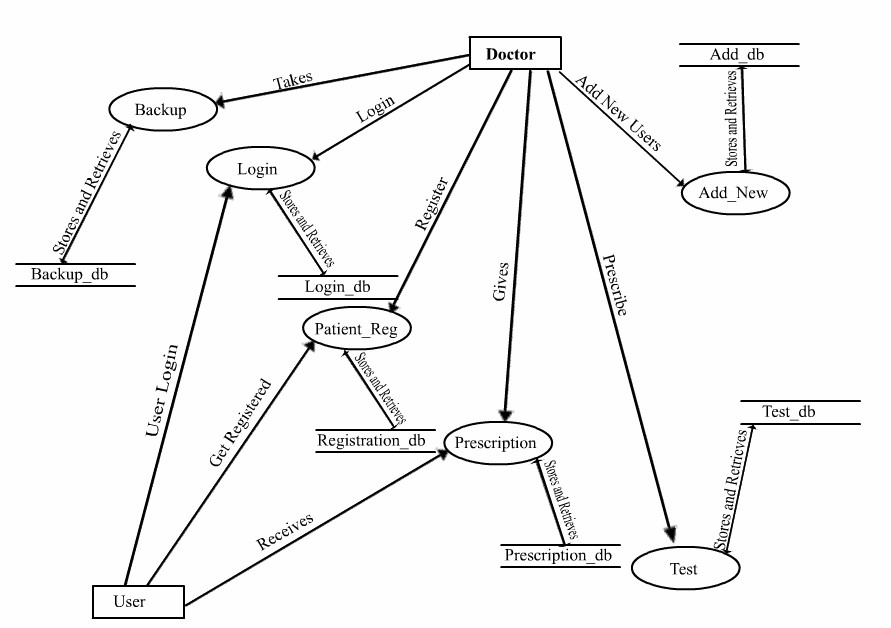 Doctor
Add_db
Takes
Add New Users
Stores and Retrieves
Backup
Login
Login
Add_New
Stores and Retrieves
Stores and Retrieves
Register
Backup_db
Login_db
Gives
Prescribe
Patient_Reg
User Login
Get Registered
Stores and Retrieves
Test_db
Registration_db
Prescription
Stores and Retrieves
Stores and Retrieves
Receives
Prescription_db
Test
User